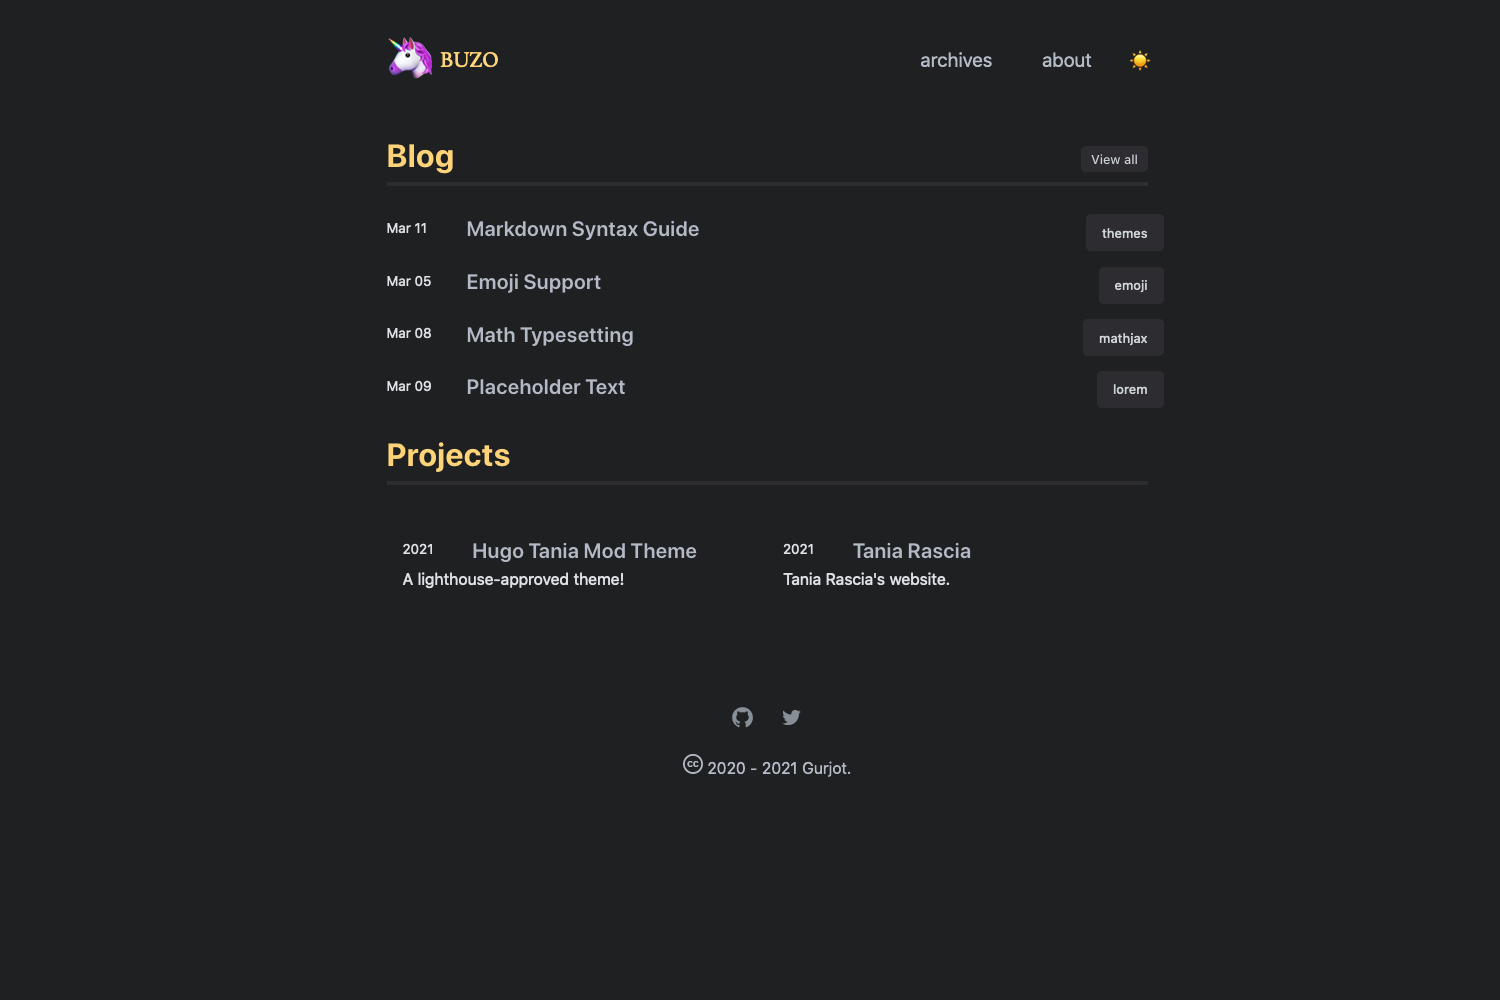 BUZO archives about
Blog View all
Mar 11 Markdown Syntax Guide themes
Mar 05 Emoji Support emoji
Mar 08 Math Typesetting mathjax
Mar 09 Placeholder Text lorem
Projects
2021 Hugo Tania Mod Theme
A lighthouse-approved theme!
2021 Tania Rascia
Tania Rascia's website.
cc 2020 - 2021 Gurjot.